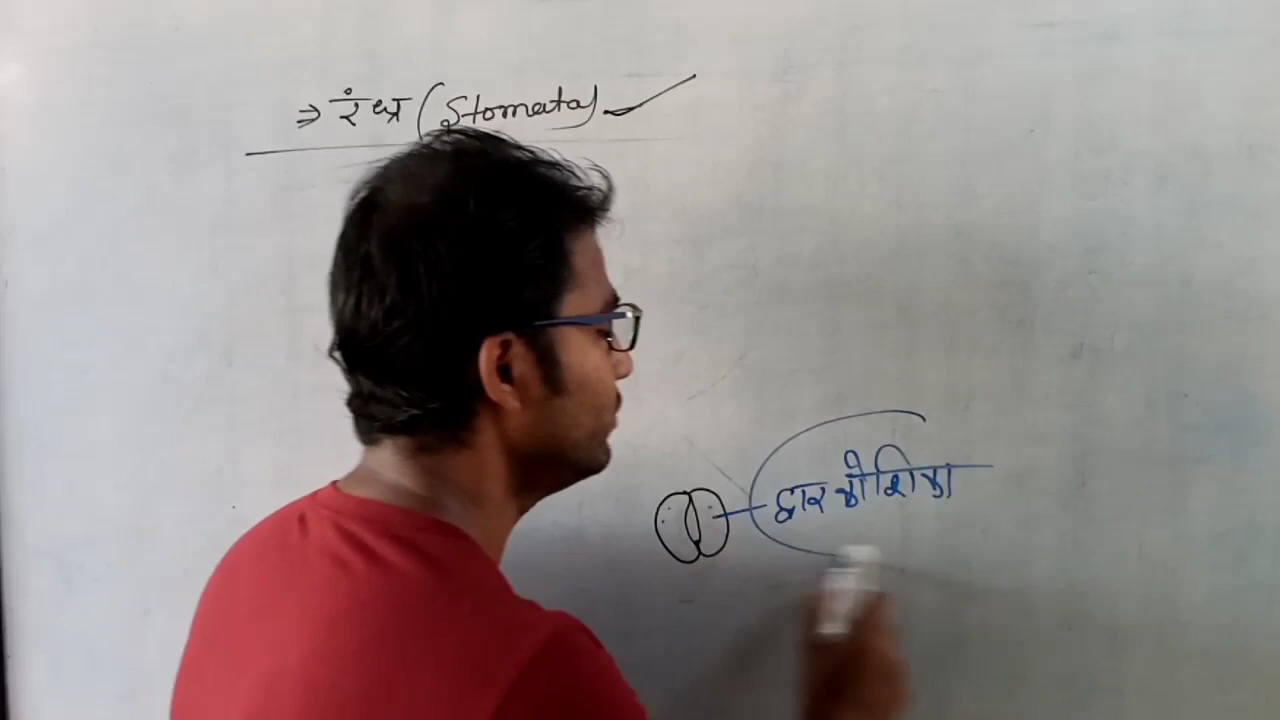 ⇒ रंध्र (Stomata) ✓
द्वार कोशिका